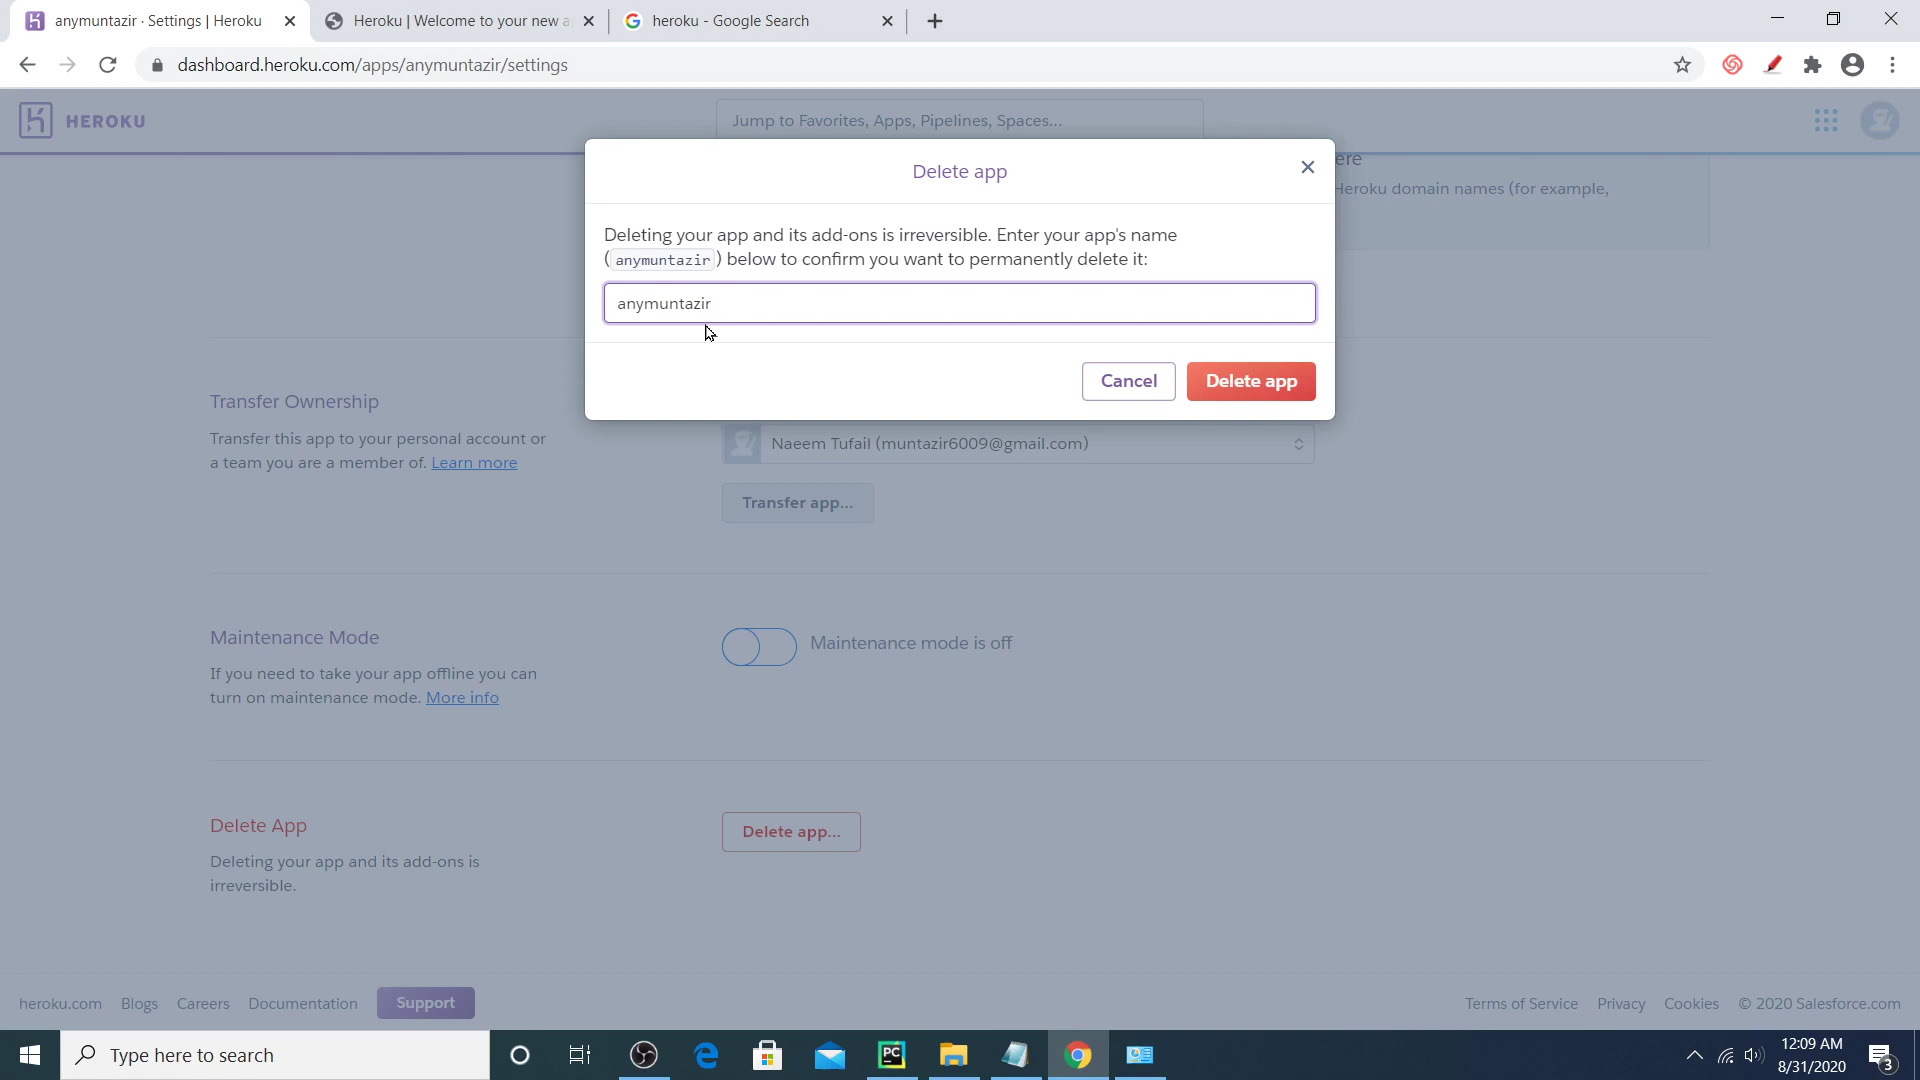 anymuntazir · Settings | Heroku
Heroku | Welcome to your new a
heroku - Google Search
dashboard.heroku.com/apps/anymuntazir/settings
HEROKU
Jump to Favorites, Apps, Pipelines, Spaces...
ere
Heroku domain names (for example,
Delete app
Deleting your app and its add-ons is irreversible. Enter your app's name
(anymuntazir) below to confirm you want to permanently delete it:
anymuntazir
Cancel
Delete app
Transfer Ownership
Transfer this app to your personal account or
a team you are a member of. Learn more
Naeem Tufail (muntazir6009@gmail.com)
Transfer app...
Maintenance Mode
If you need to take your app offline you can
turn on maintenance mode. More info
Maintenance mode is off
Delete App
Deleting your app and its add-ons is
irreversible.
Delete app...
heroku.com Blogs Careers Documentation Support
Terms of Service Privacy Cookies © 2020 Salesforce.com
Type here to search
PC
12:09 AM
8/31/2020
3